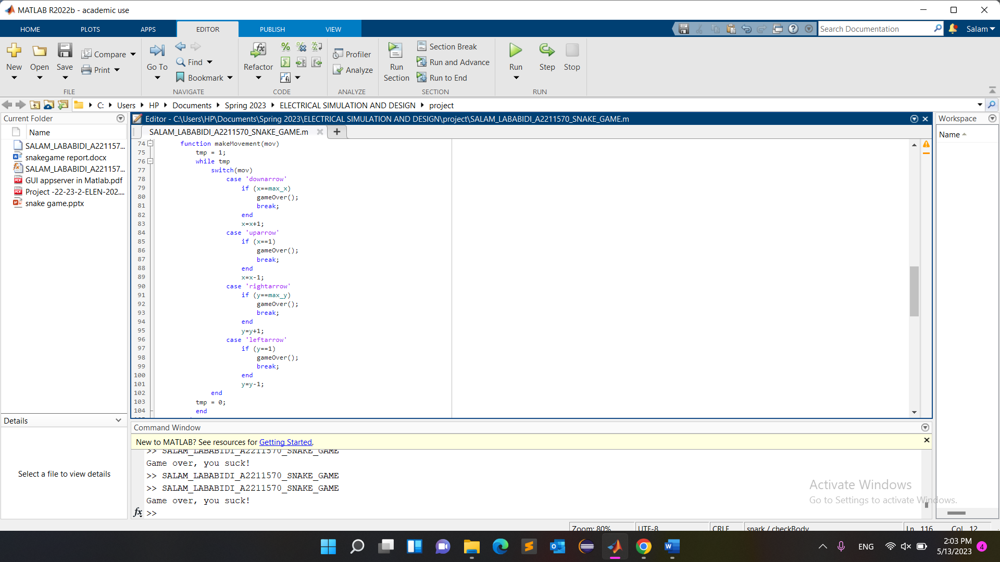 MATLAB R2022b - academic use
HOME PLOTS APPS EDITOR PUBLISH VIEW
Search Documentation
Salam
New Open Save Compare Print
FILE
Go To Find Bookmark
NAVIGATE
Refactor
CODE
Profiler Analyze
ANALYZE
Run Section Section Break Run and Advance Run to End
SECTION
Run Step Stop
RUN
C: Users HP Documents Spring 2023 ELECTRICAL SIMULATION AND DESIGN project
Current Folder
Name
SALAM_LABABIDI_A221157...
snakegame report.docx
SALAM_LABABIDI_A221157...
GUI appserver in Matlab.pdf
Project -22-23-2-ELEN-202....
snake game.pptx
Details
Select a file to view details
Editor - C:\Users\HP\Documents\Spring 2023\ELECTRICAL SIMULATION AND DESIGN\project\SALAM_LABABIDI_A2211570_SNAKE_GAME.m
SALAM_LABABIDI_A2211570_SNAKE_GAME.m
74 function makeMovement(mov)
75 tmp = 1;
76 while tmp
77 switch(mov)
78 case 'downarrow'
79 if (x==max_x)
80 gameOver();
81 break;
82 end
83 x=x+1;
84 case 'uparrow'
85 if (x==1)
86 gameOver();
87 break;
88 end
89 x=x-1;
90 case 'rightarrow'
91 if (y==max_y)
92 gameOver();
93 break;
94 end
95 y=y+1;
96 case 'leftarrow'
97 if (y==1)
98 gameOver();
99 break;
100 end
101 y=y-1;
102 end
103 tmp = 0;
104 end
Workspace
Name
Command Window
New to MATLAB? See resources for Getting Started.
>> SALAM_LABABIDI_A2211570_SNAKE_GAME
Game over, you suck!
>> SALAM_LABABIDI_A2211570_SNAKE_GAME
>> SALAM_LABABIDI_A2211570_SNAKE_GAME
Game over, you suck!
fx >>
Activate Windows
Go to Settings to activate Windows.
Zoom: 80% UTF-8 CRLF snark / checkBody Ln 116 Col 12
ENG
2:03 PM
5/13/2023
4